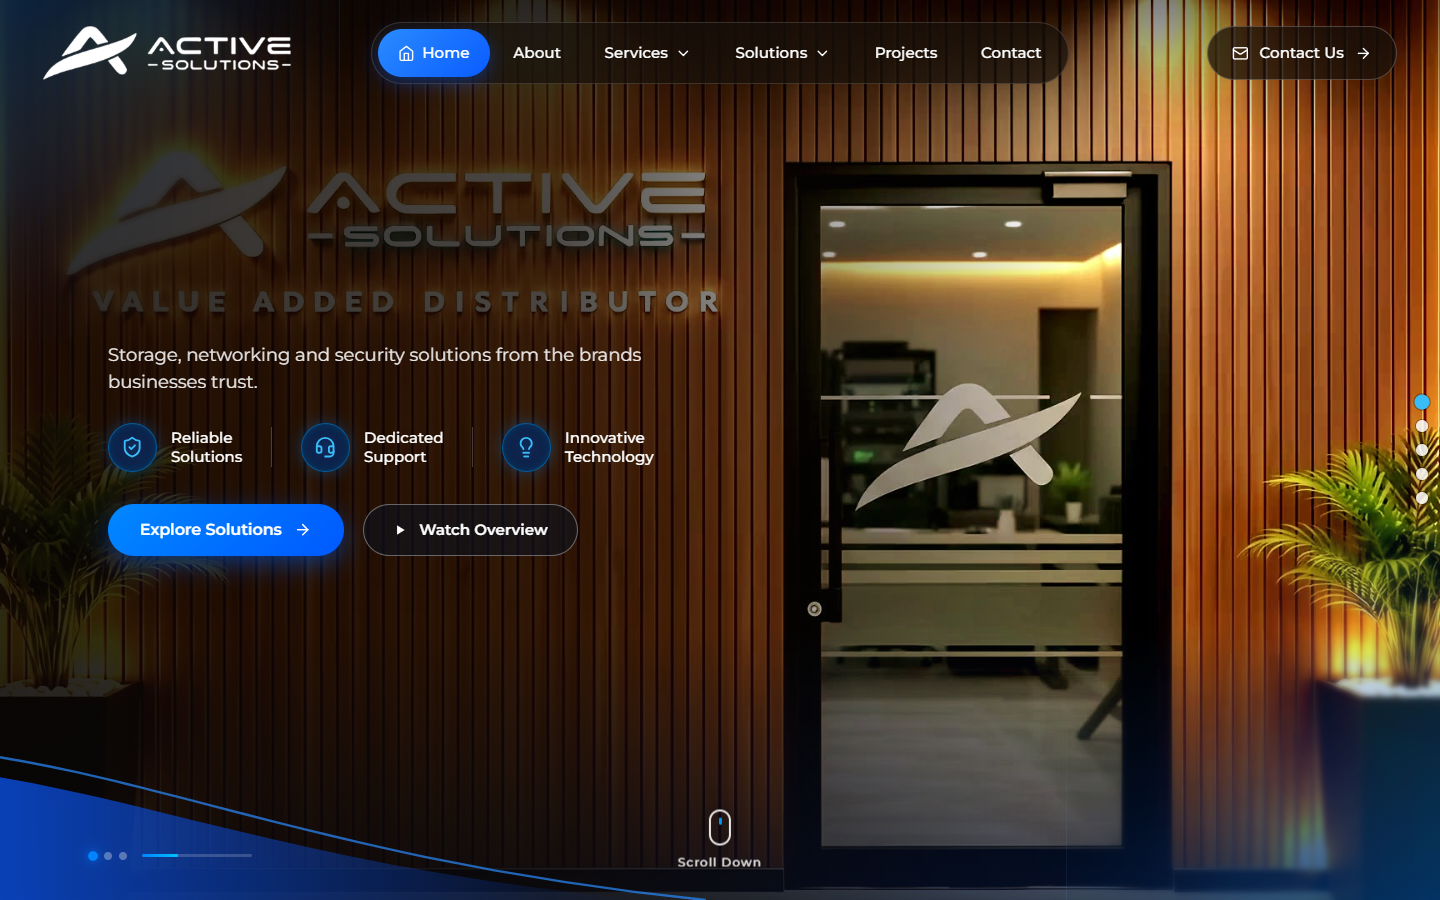 ACTIVE
-SOLUTIONS-
Home
About
Services
Solutions
Projects
Contact
Contact Us
ACTIVE
-SOLUTIONS-
VALUE ADDED DISTRIBUTOR
Storage, networking and security solutions from the brands
businesses trust.
Reliable
Solutions
Dedicated
Support
Innovative
Technology
Explore Solutions
Watch Overview
Scroll Down